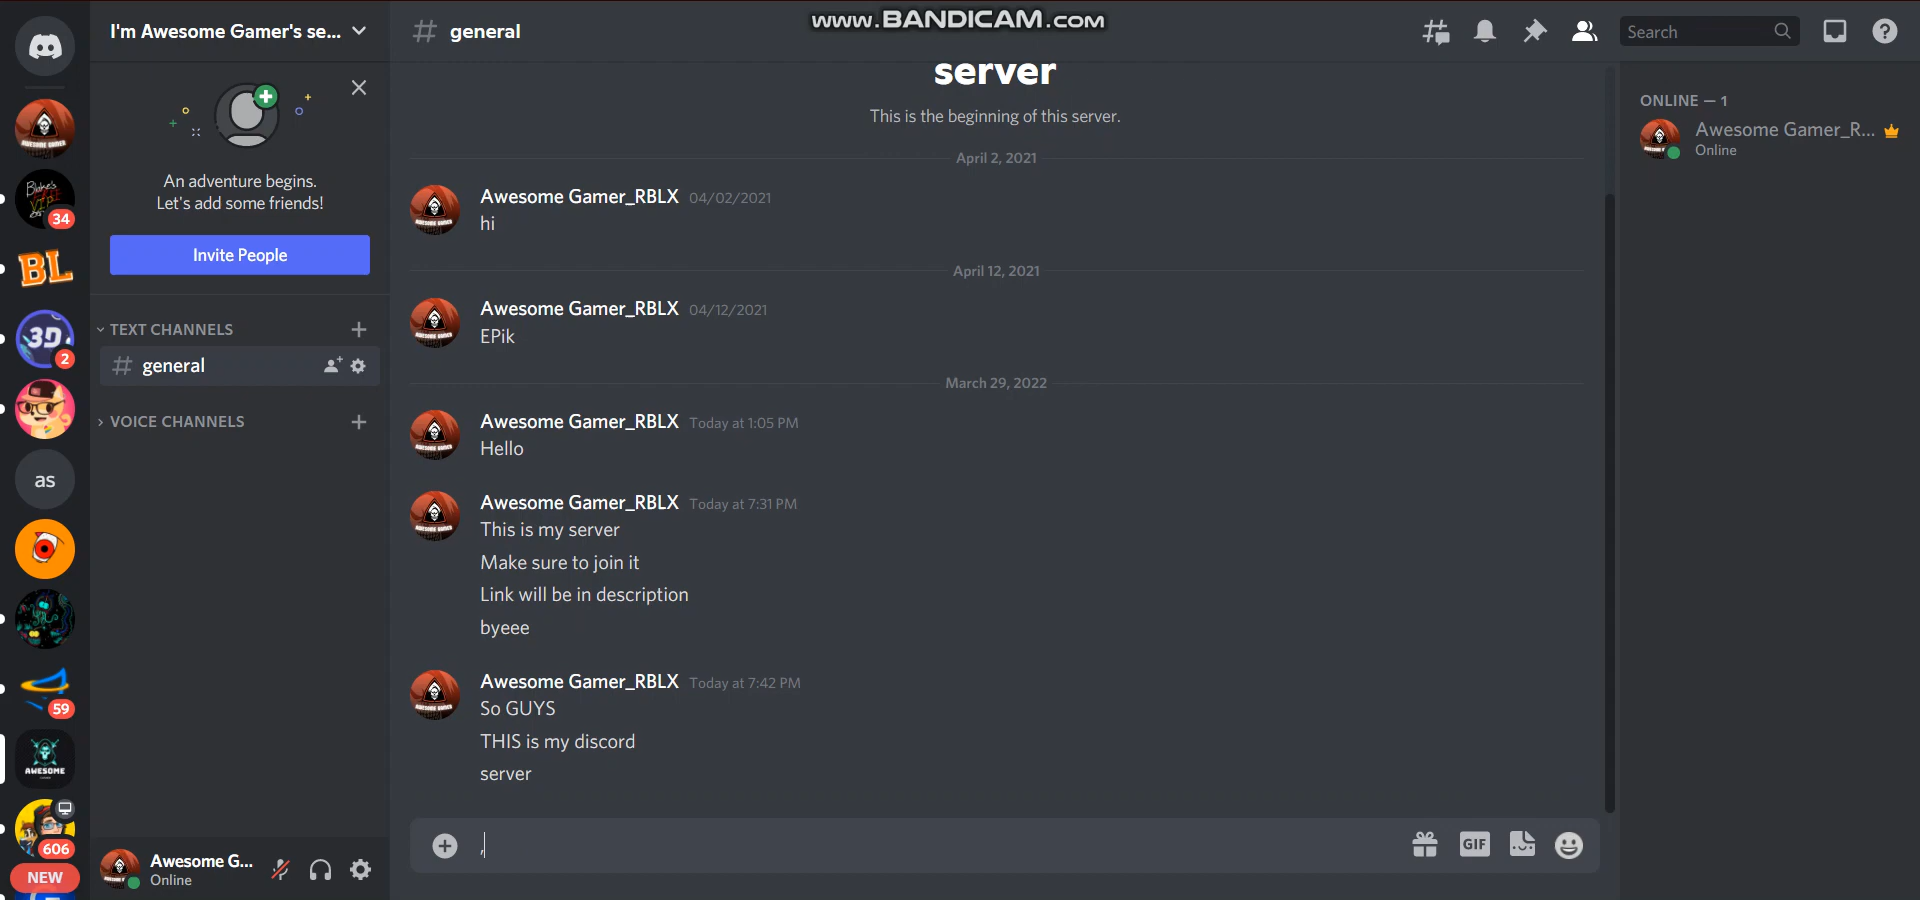 www.BANDICAM.com
I'm Awesome Gamer's se...
general
Search
server
This is the beginning of this server.
An adventure begins.
Let's add some friends!
Invite People
TEXT CHANNELS
general
VOICE CHANNELS
34
BL
3D
2
as
59
AWESOME
606
NEW
Awesome G...
Online
April 2, 2021
Awesome Gamer_RBLX 04/02/2021
hi
April 12, 2021
Awesome Gamer_RBLX 04/12/2021
EPik
March 29, 2022
Awesome Gamer_RBLX Today at 1:05 PM
Hello
Awesome Gamer_RBLX Today at 7:31 PM
This is my server
Make sure to join it
Link will be in description
byeee
Awesome Gamer_RBLX Today at 7:42 PM
So GUYS
THIS is my discord
server
,
GIF
ONLINE — 1
Awesome Gamer_R...
Online